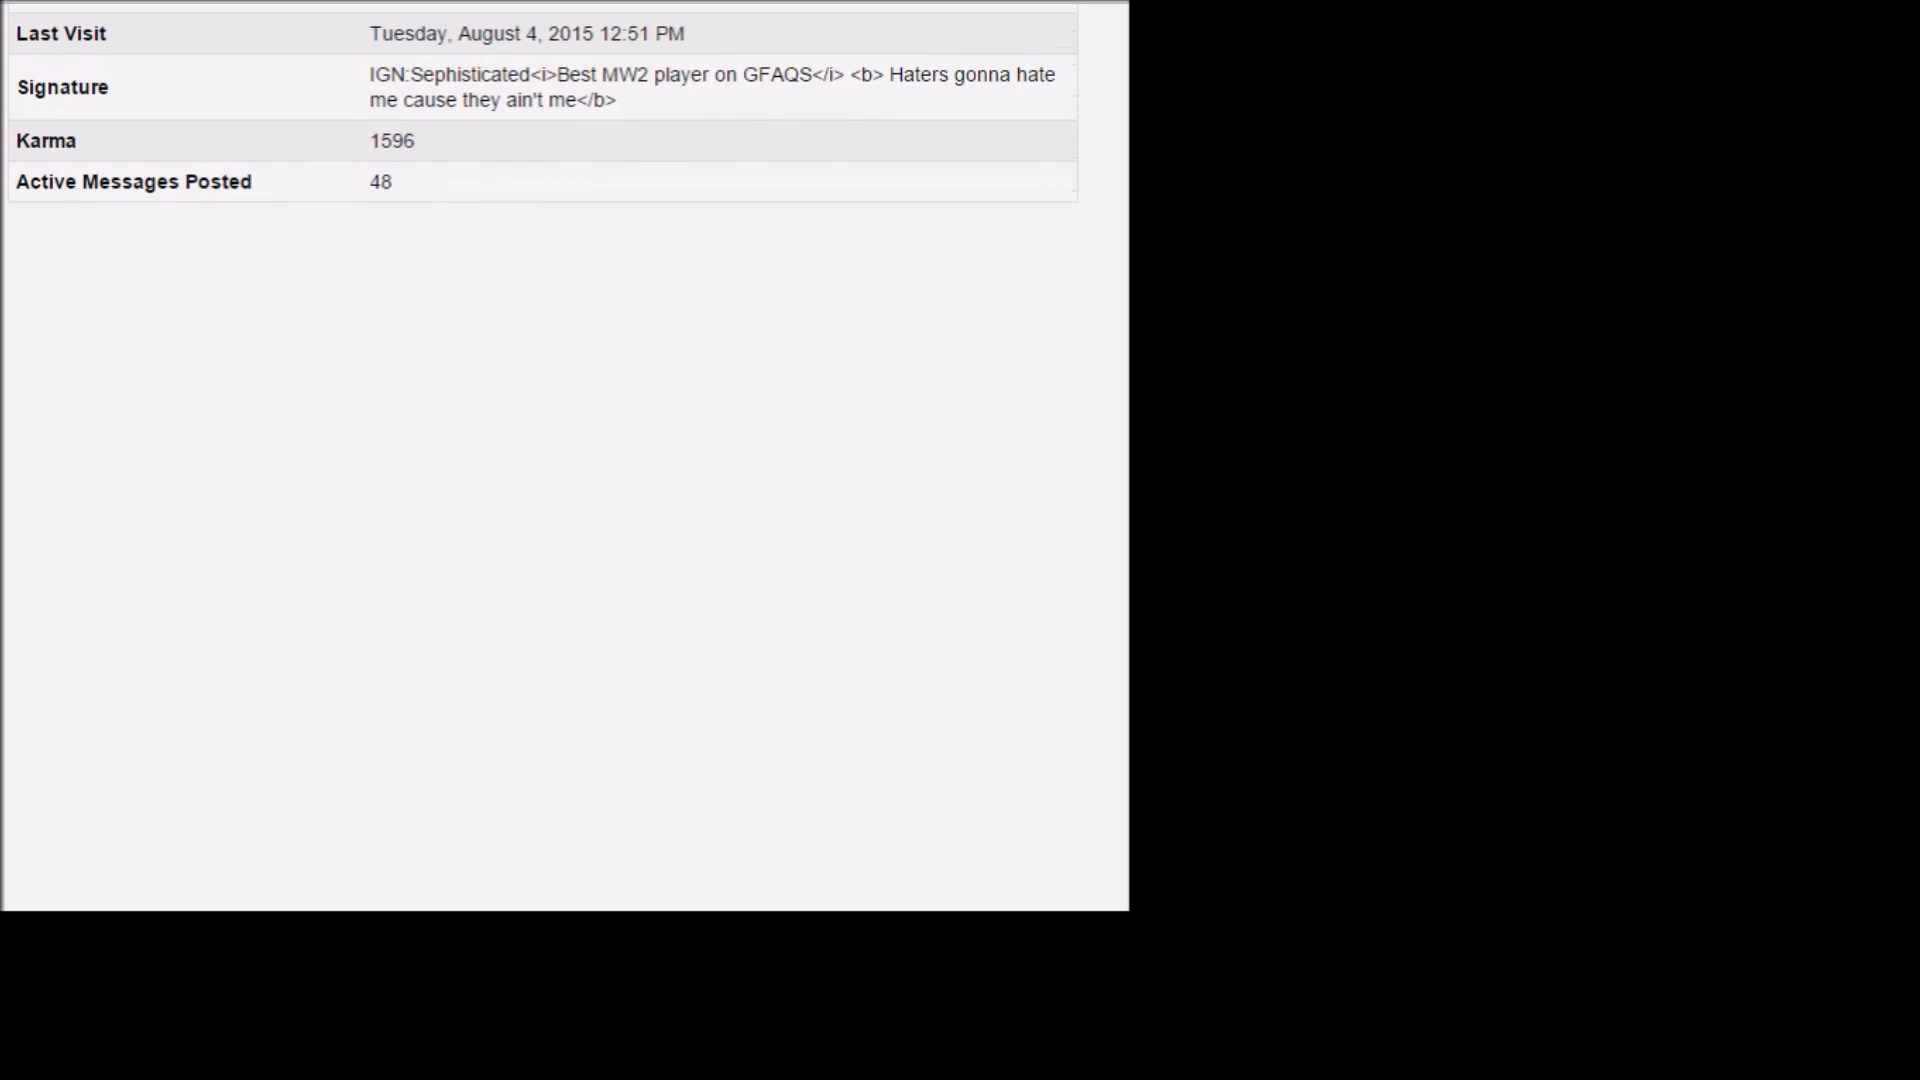 Last Visit Tuesday, August 4, 2015 12:51 PM
Signature IGN:Sephisticated<i>Best MW2 player on GFAQS</i> <b> Haters gonna hate
me cause they ain't me</b>
Karma 1596
Active Messages Posted 48